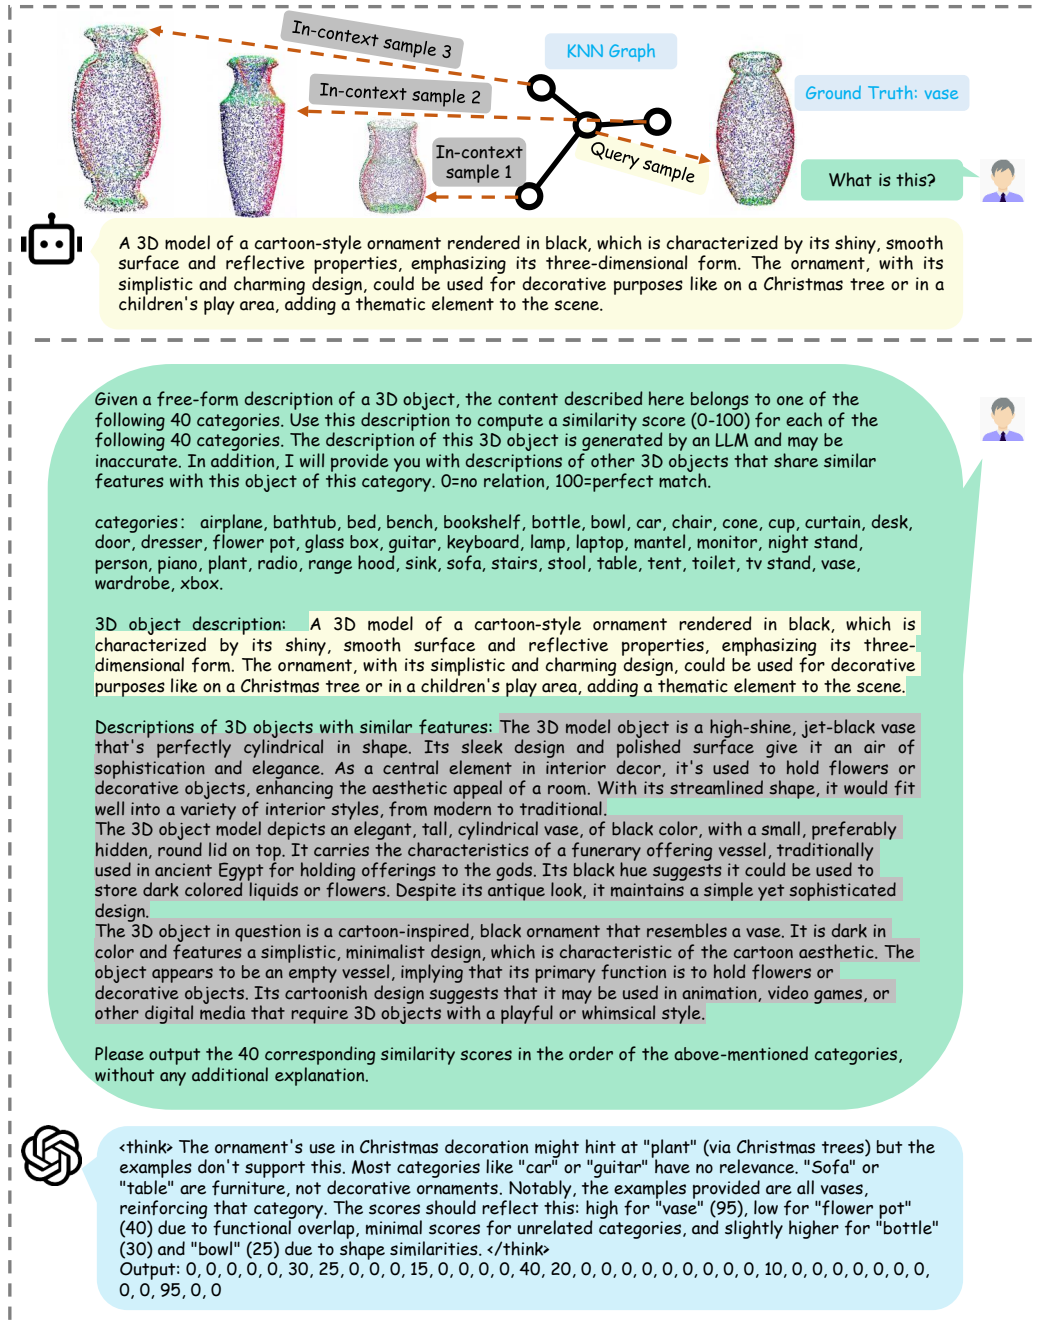 In-context sample 3
KNN Graph
In-context sample 2
Ground Truth: vase
In-context
sample 1
Query sample
What is this?
A 3D model of a cartoon-style ornament rendered in black, which is characterized by its shiny, smooth
surface and reflective properties, emphasizing its three-dimensional form. The ornament, with its
simplistic and charming design, could be used for decorative purposes like on a Christmas tree or in a
children's play area, adding a thematic element to the scene.
Given a free-form description of a 3D object, the content described here belongs to one of the
following 40 categories. Use this description to compute a similarity score (0-100) for each of the
following 40 categories. The description of this 3D object is generated by an LLM and may be
inaccurate. In addition, I will provide you with descriptions of other 3D objects that share similar
features with this object of this category. 0=no relation, 100=perfect match.
categories: airplane, bathtub, bed, bench, bookshelf, bottle, bowl, car, chair, cone, cup, curtain, desk,
door, dresser, flower pot, glass box, guitar, keyboard, lamp, laptop, mantel, monitor, night stand,
person, piano, plant, radio, range hood, sink, sofa, stairs, stool, table, tent, toilet, tv stand, vase,
wardrobe, xbox.
3D object description: A 3D model of a cartoon-style ornament rendered in black, which is
characterized by its shiny, smooth surface and reflective properties, emphasizing its three-
dimensional form. The ornament, with its simplistic and charming design, could be used for decorative
purposes like on a Christmas tree or in a children's play area, adding a thematic element to the scene.
Descriptions of 3D objects with similar features: The 3D model object is a high-shine, jet-black vase
that's perfectly cylindrical in shape. Its sleek design and polished surface give it an air of
sophistication and elegance. As a central element in interior decor, it's used to hold flowers or
decorative objects, enhancing the aesthetic appeal of a room. With its streamlined shape, it would fit
well into a variety of interior styles, from modern to traditional.
The 3D object model depicts an elegant, tall, cylindrical vase, of black color, with a small, preferably
hidden, round lid on top. It carries the characteristics of a funerary offering vessel, traditionally
used in ancient Egypt for holding offerings to the gods. Its black hue suggests it could be used to
store dark colored liquids or flowers. Despite its antique look, it maintains a simple yet sophisticated
design.
The 3D object in question is a cartoon-inspired, black ornament that resembles a vase. It is dark in
color and features a simplistic, minimalist design, which is characteristic of the cartoon aesthetic. The
object appears to be an empty vessel, implying that its primary function is to hold flowers or
decorative objects. Its cartoonish design suggests that it may be used in animation, video games, or
other digital media that require 3D objects with a playful or whimsical style.
Please output the 40 corresponding similarity scores in the order of the above-mentioned categories,
without any additional explanation.
&lt;think&gt; The ornament's use in Christmas decoration might hint at "plant" (via Christmas trees) but the
examples don't support this. Most categories like "car" or "guitar" have no relevance. "Sofa" or
"table" are furniture, not decorative ornaments. Notably, the examples provided are all vases,
reinforcing that category. The scores should reflect this: high for "vase" (95), low for "flower pot"
(40) due to functional overlap, minimal scores for unrelated categories, and slightly higher for "bottle"
(30) and "bowl" (25) due to shape similarities. &lt;/think&gt;
Output: 0, 0, 0, 0, 0, 30, 25, 0, 0, 0, 15, 0, 0, 0, 0, 40, 20, 0, 0, 0, 0, 0, 0, 0, 0, 0, 10, 0, 0, 0, 0, 0, 0, 0,
0, 0, 95, 0, 0